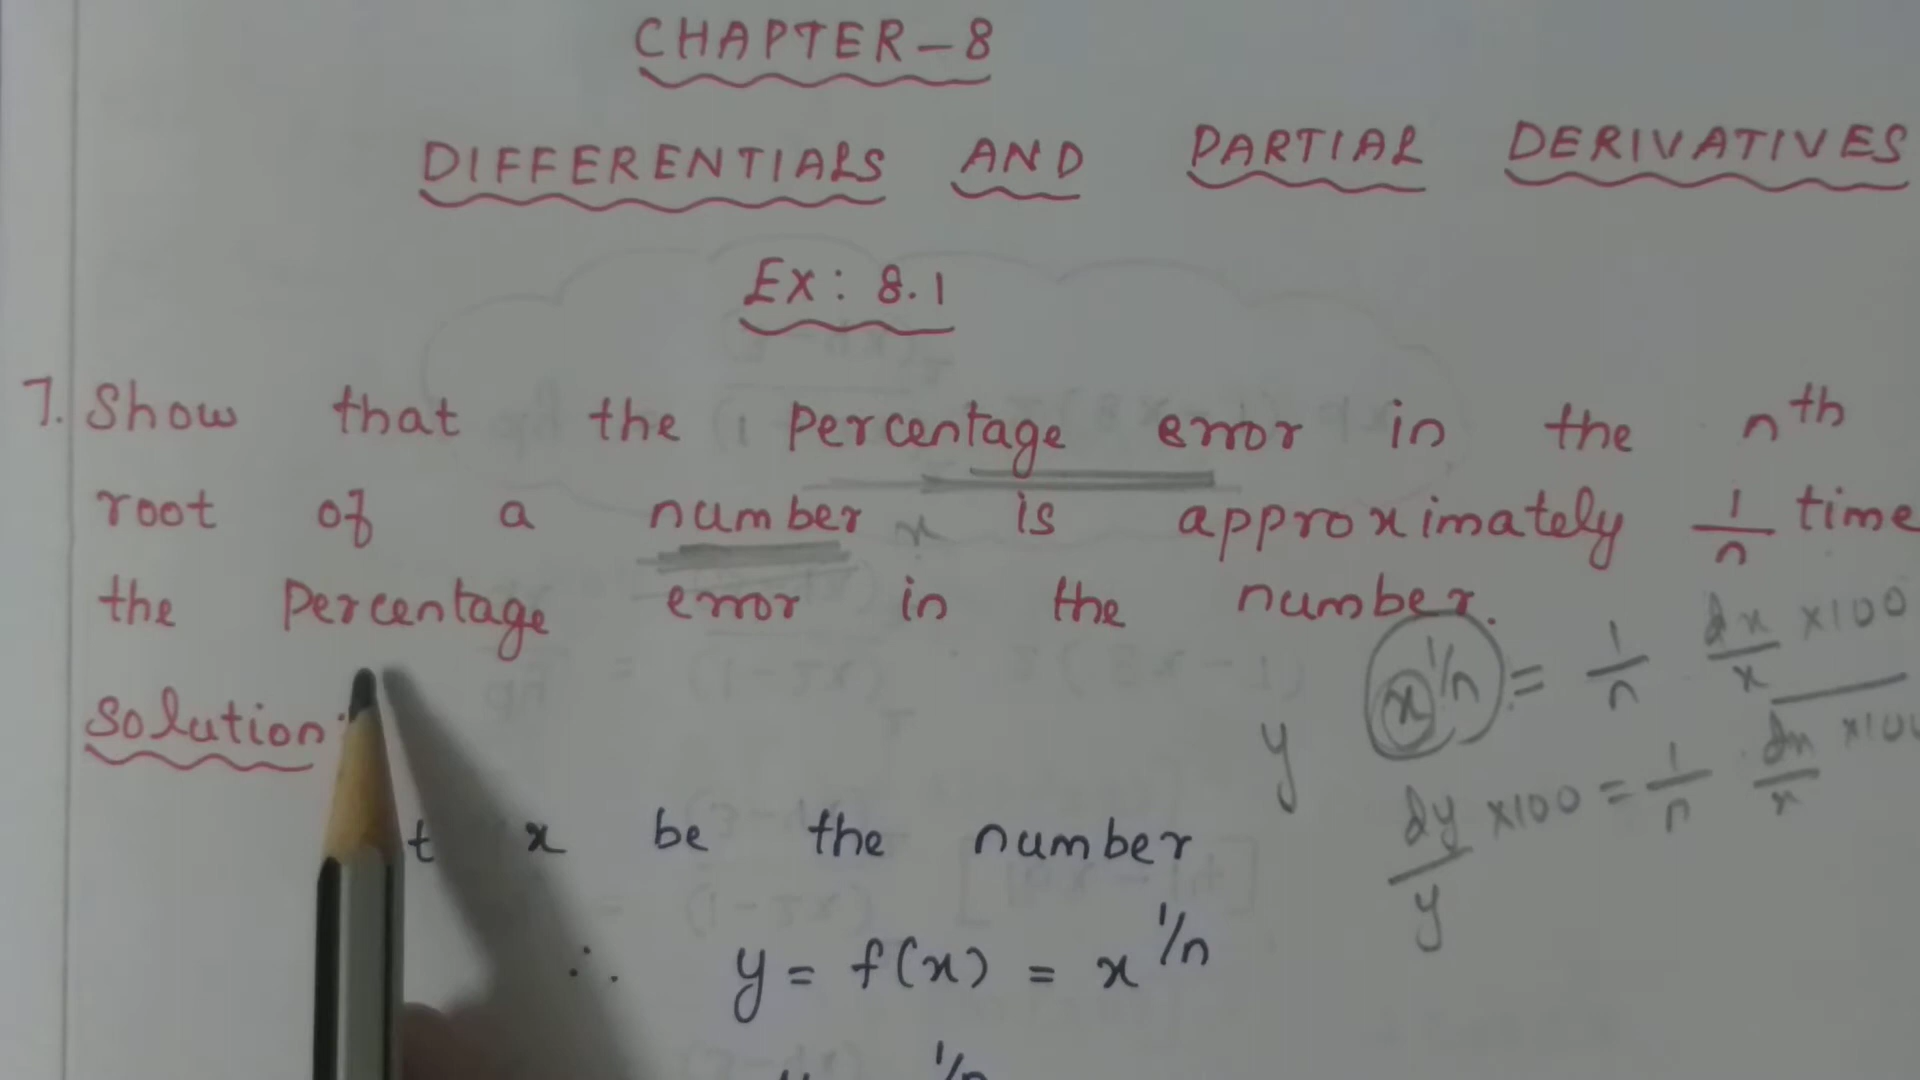 CHAPTER-8
DIFFERENTIALS AND PARTIAL DERIVATIVES
Ex: 8.1
7. Show that the percentage error in the nth
root of a number x is approximately 1/n time
the percentage error in the number.
y x^1/n = 1/n dx/x ×100
Solution:
dy/y ×100 = 1/n . dx/x ×100
x be the number
∴ y = f(x) = x^1/n